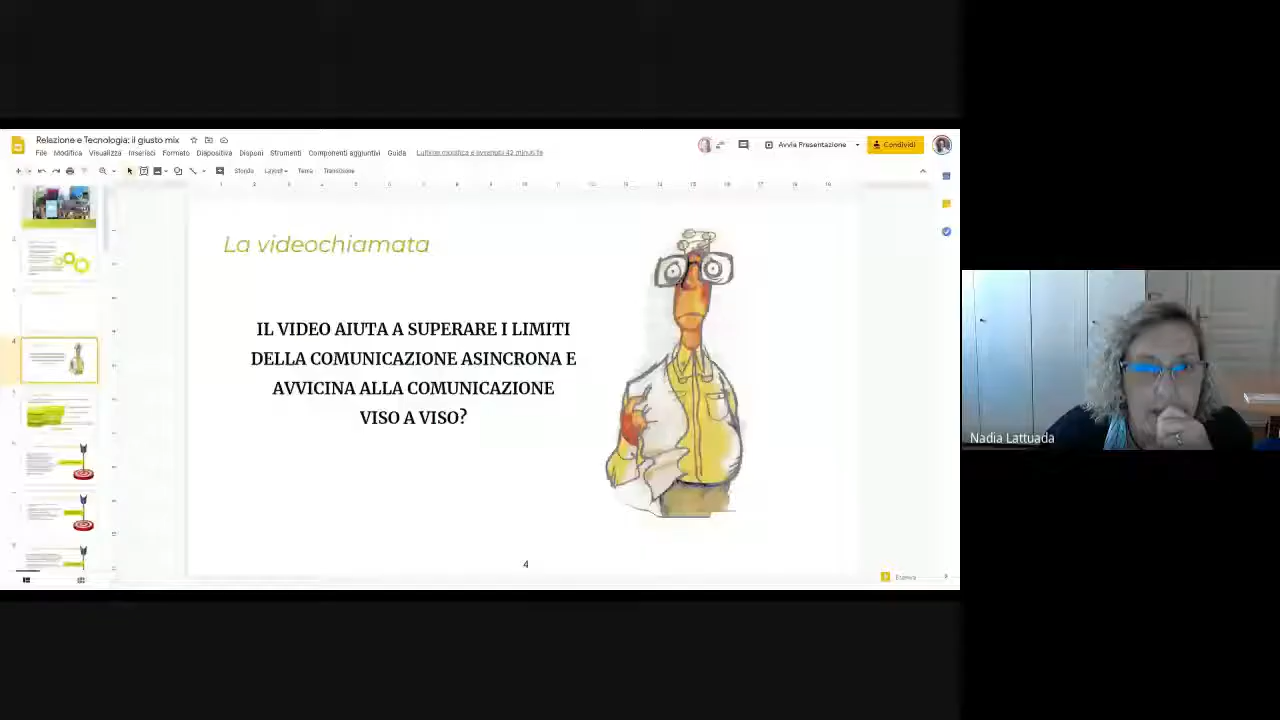 Relazione e Tecnologia: il giusto mix
File Modifica Visualizza Inserisci Formato Diapositiva Disponi Strumenti Componenti aggiuntivi Guida
Avvia Presentazione
Condividi
Sfondo Layout Tema Transizione
La videochiamata
IL VIDEO AIUTA A SUPERARE I LIMITI
DELLA COMUNICAZIONE ASINCRONA E
AVVICINA ALLA COMUNICAZIONE
VISO A VISO?
4
Nadia Lattuada